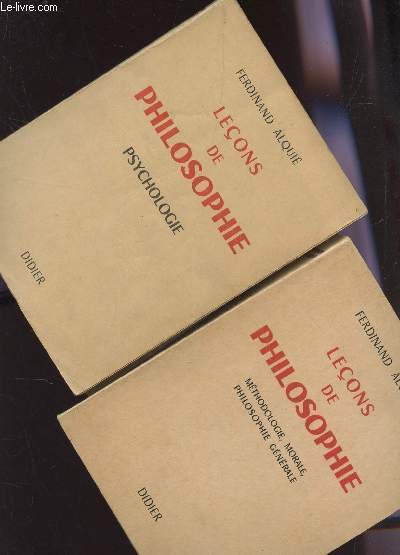 Le-livre.com
FERDINAND ALQUIÉ
LEÇONS
DE
PHILOSOPHIE
PSYCHOLOGIE
DIDIER
FERDINAND
LEÇONS
DE
PHILOSOPHIE
MÉTHODOLOGIE, MORALE,
PHILOSOPHIE GÉNÉRALE
DIDIER